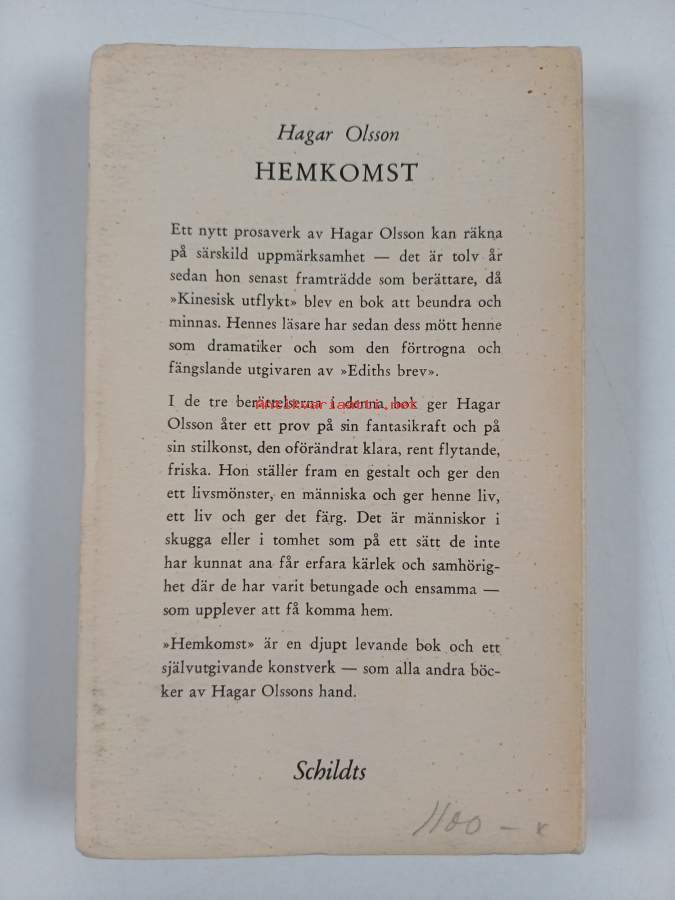 Hagar Olsson
HEMKOMST
Ett nytt prosaverk av Hagar Olsson kan räkna
på särskild uppmärksamhet — det är tolv år
sedan hon senast framträdde som berättare, då
»Kinesisk utflykt» blev en bok att beundra och
minnas. Hennes läsare har sedan dess mött henne
som dramatiker och som den förtrogna och
fängslande utgivaren av »Ediths brev».
I de tre berättelserna i denna bok ger Hagar
antikvariaatti.net
Olsson åter ett prov på sin fantasikraft och på
sin stilkonst, den oförändrat klara, rent flytande,
friska. Hon ställer fram en gestalt och ger den
ett livsmönster, en människa och ger henne liv,
ett liv och ger det färg. Det är människor i
skugga eller i tomhet som på ett sätt de inte
har kunnat ana får erfara kärlek och samhörig-
het där de har varit betungade och ensamma —
som upplever att få komma hem.
»Hemkomst» är en djupt levande bok och ett
självutgivande konstverk — som alla andra böc-
ker av Hagar Olssons hand.
Schildts
1100 – x